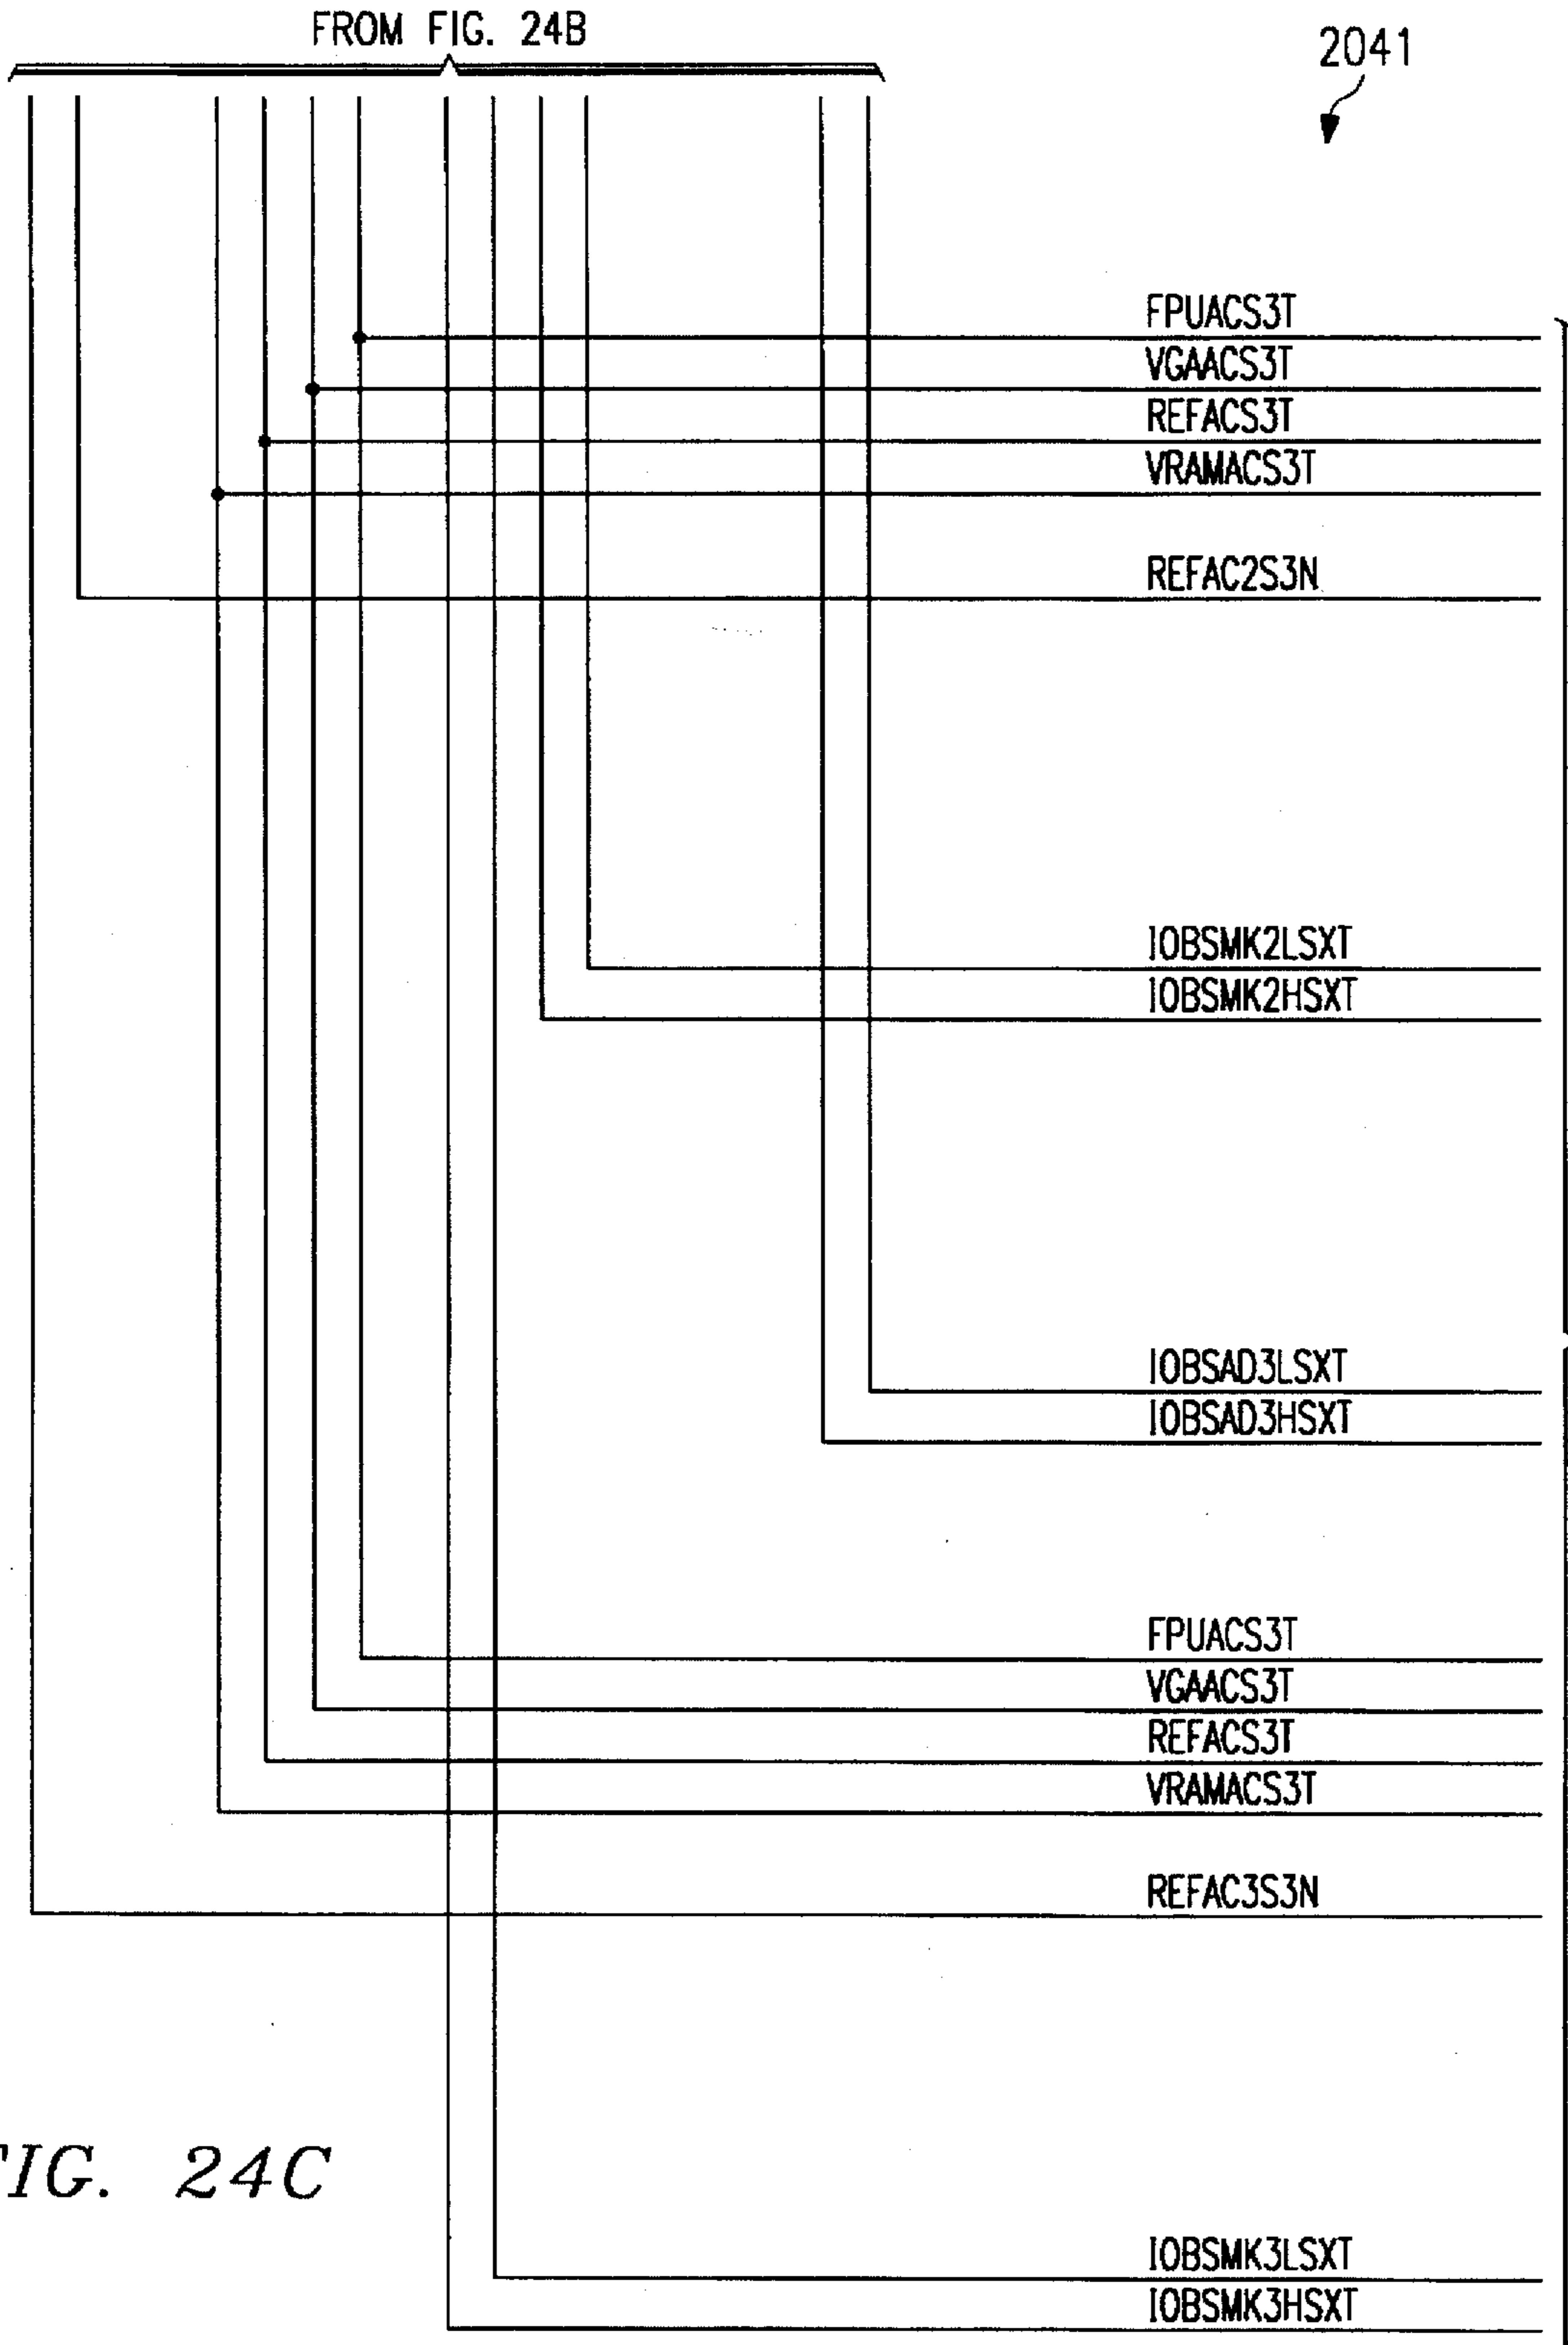 FROM FIG. 24B
2041
FPUACS3T
VGAACS3T
REFACS3T
VRAMACS3T
REFAC2S3N
IOBSMK2LSXT
IOBSMK2HSXT
IOBSAD3LSXT
IOBSAD3HSXT
FPUACS3T
VGAACS3T
REFACS3T
VRAMACS3T
REFAC3S3N
FIG. 24C
IOBSMK3LSXT
IOBSMK3HSXT